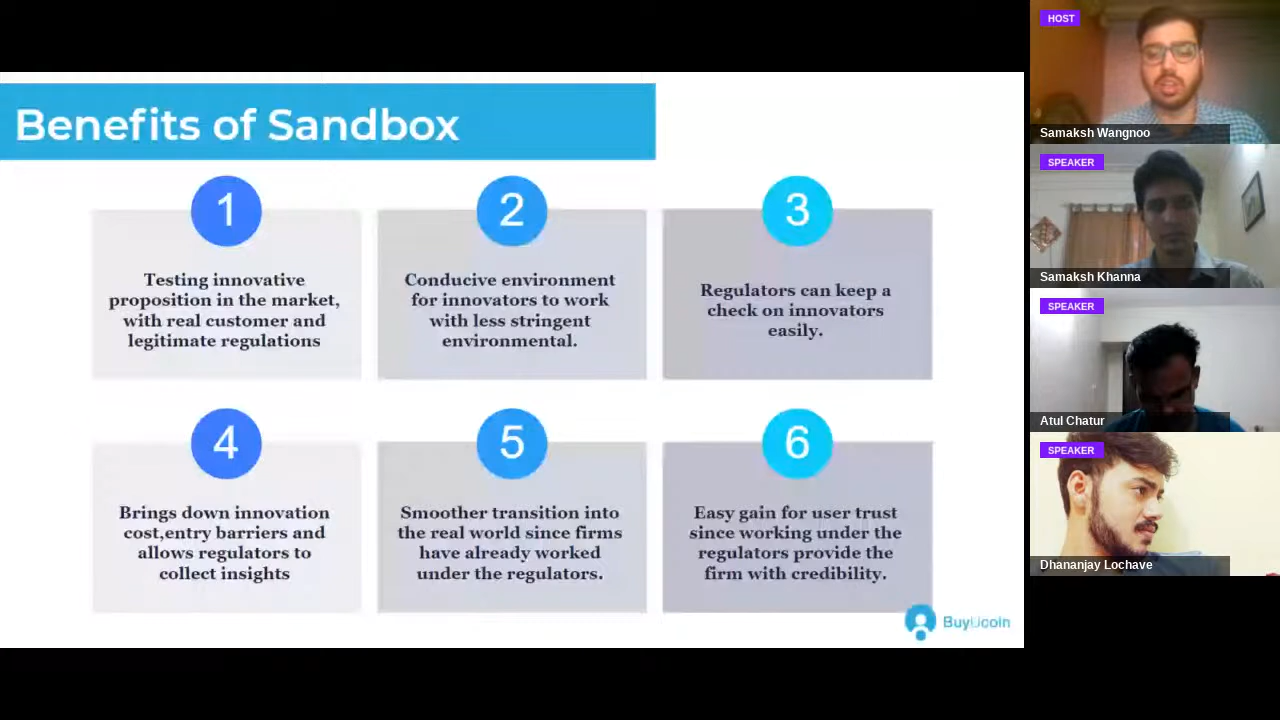 Benefits of Sandbox
1
Testing innovative
proposition in the market,
with real customer and
legitimate regulations
2
Conducive environment
for innovators to work
with less stringent
environmental.
3
Regulators can keep a
check on innovators
easily.
4
Brings down innovation
cost,entry barriers and
allows regulators to
collect insights
5
Smoother transition into
the real world since firms
have already worked
under the regulators.
6
Easy gain for user trust
since working under the
regulators provide the
firm with credibility.
BuyUcoin
HOST
Samaksh Wangnoo
SPEAKER
Samaksh Khanna
SPEAKER
Atul Chatur
SPEAKER
Dhananjay Lochave